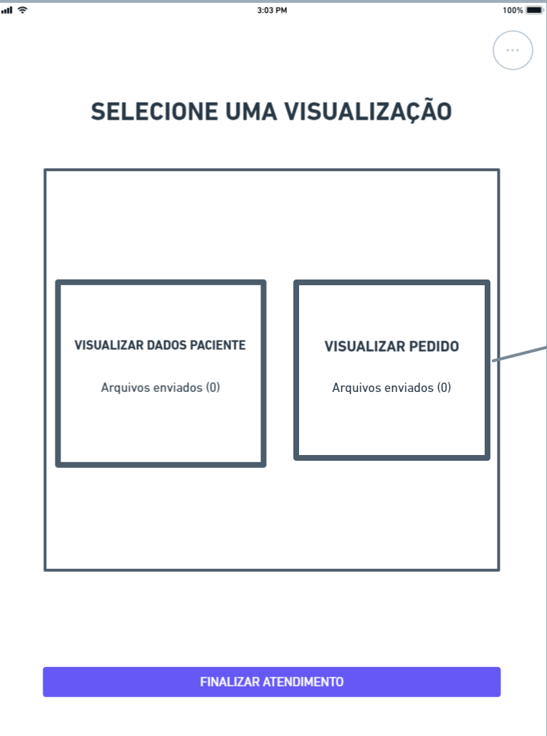 3:03 PM
100%
SELECIONE UMA VISUALIZAÇÃO
VISUALIZAR DADOS PACIENTE
Arquivos enviados (0)
VISUALIZAR PEDIDO
Arquivos enviados (0)
FINALIZAR ATENDIMENTO